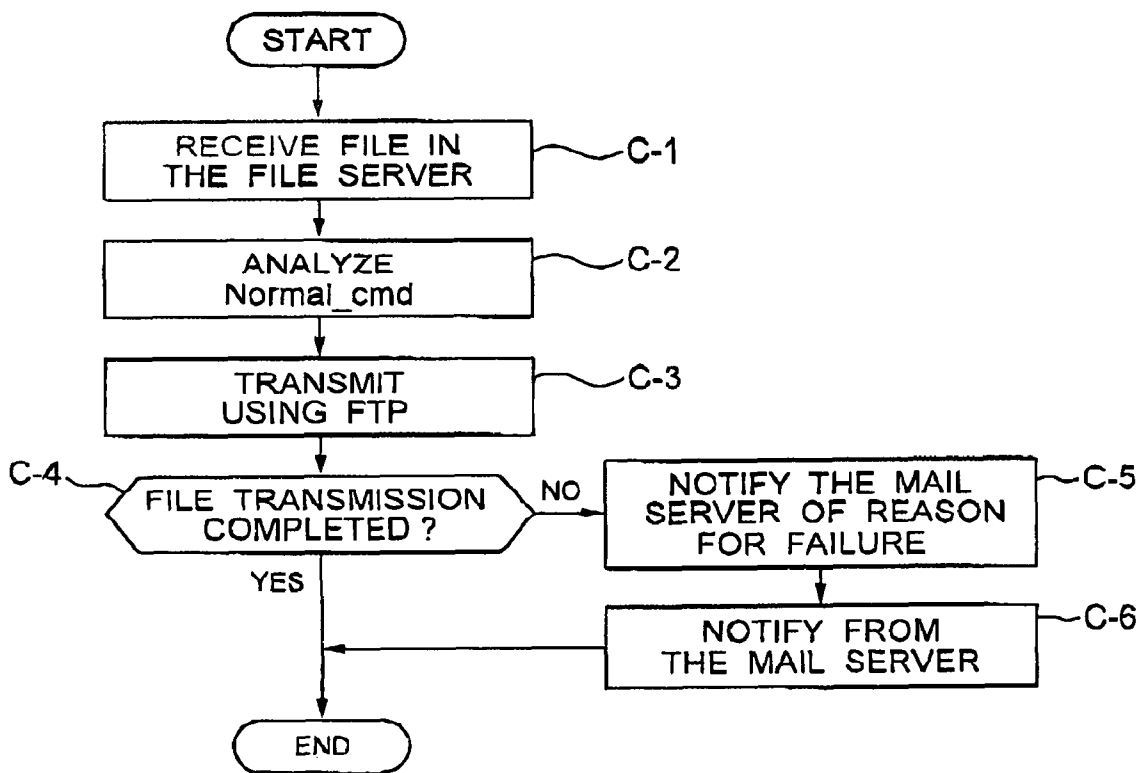 START
RECEIVE FILE IN
THE FILE SERVER
C-1
ANALYZE
Normal_cmd
C-2
TRANSMIT
USING FTP
C-3
C-4
FILE TRANSMISSION
COMPLETED ?
NO
YES
NOTIFY THE MAIL
SERVER OF REASON
FOR FAILURE
C-5
NOTIFY FROM
THE MAIL SERVER
C-6
END